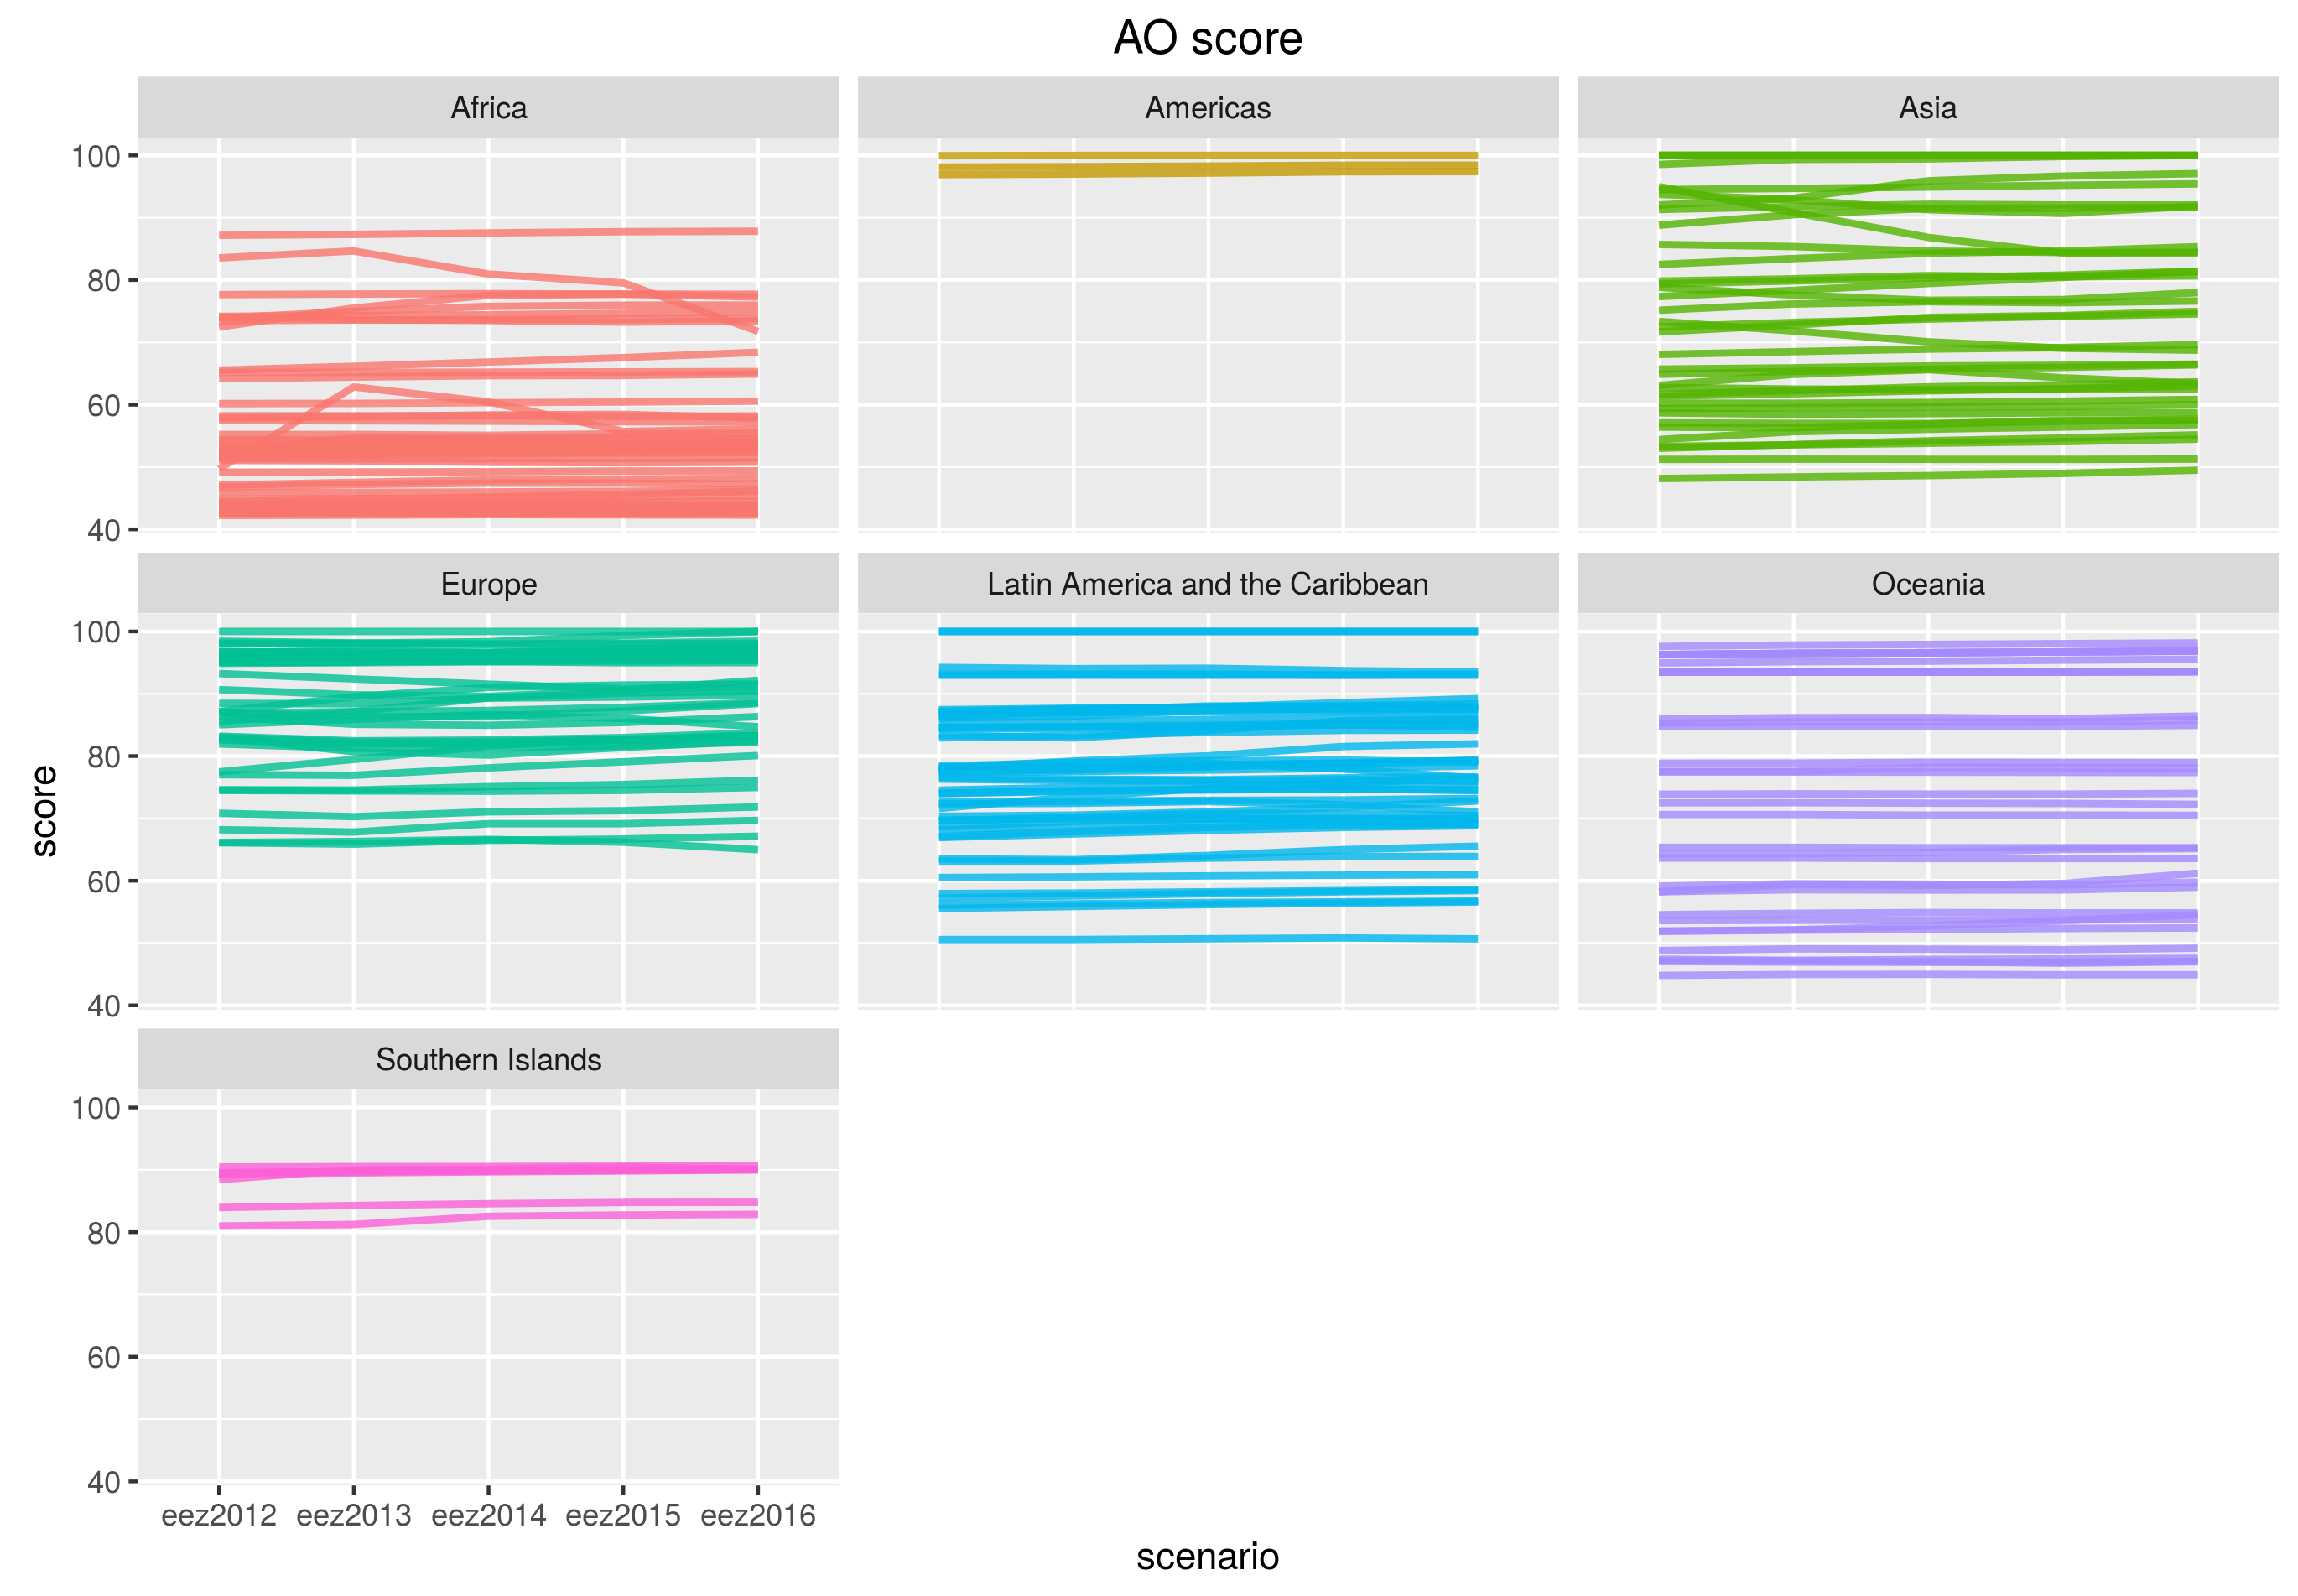 AO score
Africa
Americas
Asia
100
80
60
40
Europe
Latin America and the Caribbean
Oceania
100
80
60
40
score
Southern Islands
100
80
60
40
eez2012 eez2013 eez2014 eez2015 eez2016
scenario